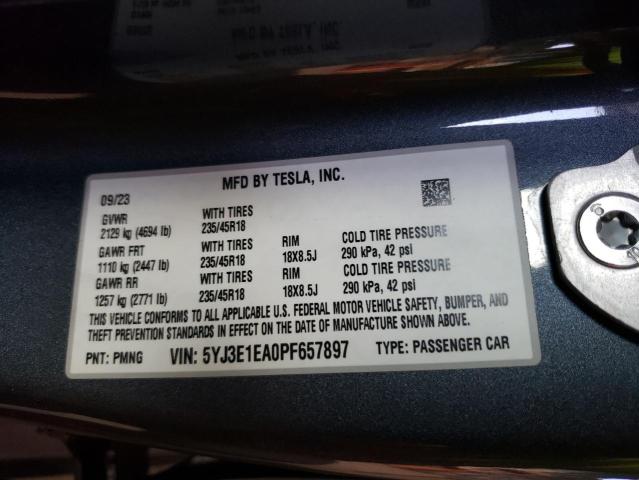 MFD BY TESLA, INC.
09/23
GVWR WITH TIRES
2129 kg (4694 lb) 235/45R18
GAWR FRT WITH TIRES RIM COLD TIRE PRESSURE
1110 kg (2447 lb) 235/45R18 18X8.5J 290 kPa, 42 psi
GAWR RR WITH TIRES RIM COLD TIRE PRESSURE
1257 kg (2771 lb) 235/45R18 18X8.5J 290 kPa, 42 psi
THIS VEHICLE CONFORMS TO ALL APPLICABLE U.S. FEDERAL MOTOR VEHICLE SAFETY, BUMPER, AND
THEFT PREVENTION STANDARDS IN EFFECT ON THE DATE OF MANUFACTURE SHOWN ABOVE.
PNT: PMNG VIN: 5YJ3E1EA0PF657897 TYPE: PASSENGER CAR